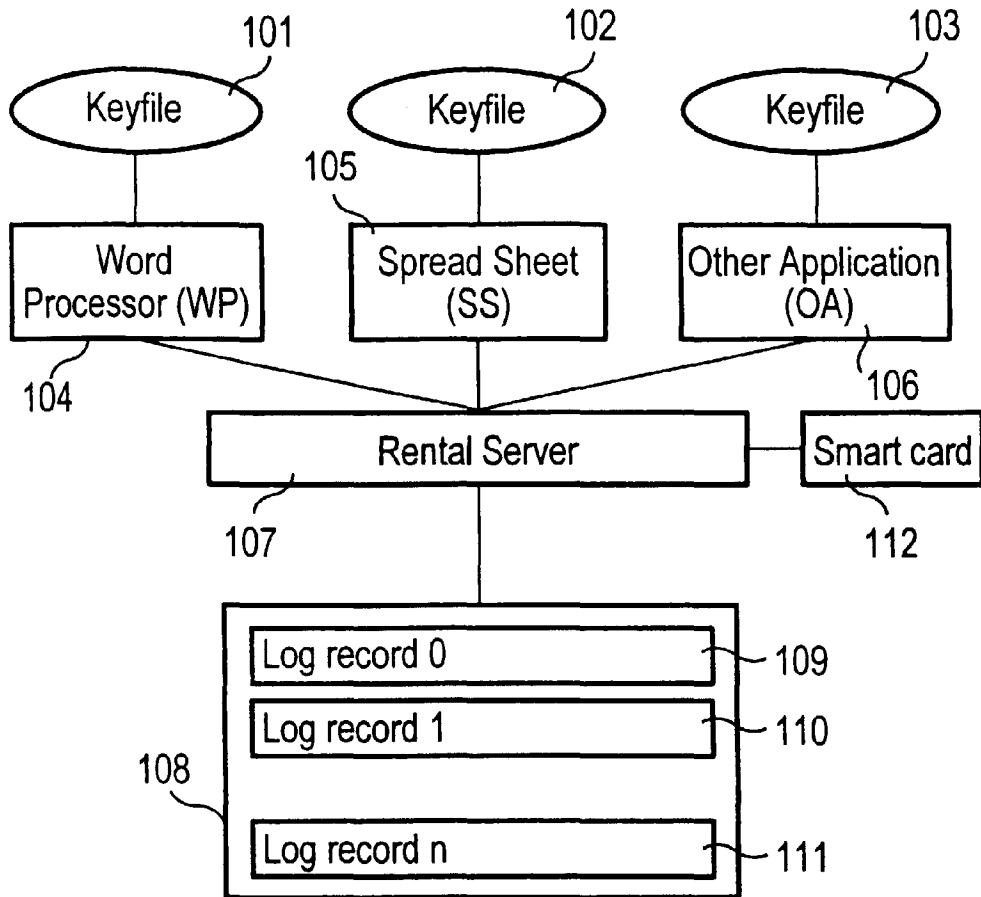 101
102
103
Keyfile
Keyfile
Keyfile
105
Word
Processor (WP)
Spread Sheet
(SS)
Other Application
(OA)
104
106
Rental Server
Smart card
107
112
Log record 0
109
Log record 1
110
108
Log record n
111